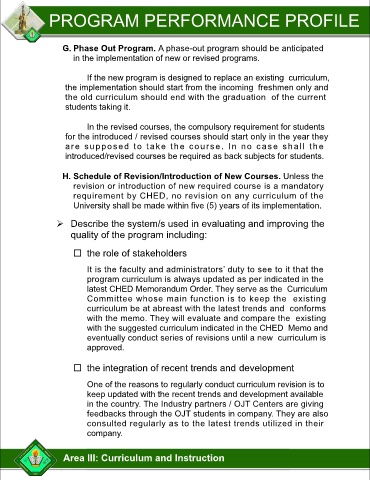 PROGRAM PERFORMANCE PROFILE
G. Phase Out Program. A phase-out program should be anticipated
in the implementation of new or revised programs.
If the new program is designed to replace an existing curriculum,
the implementation should start from the incoming freshmen only and
the old curriculum should end with the graduation of the current
students taking it.
In the revised courses, the compulsory requirement for students
for the introduced / revised courses should start only in the year they
are supposed to take the course. In no case shall the
introduced/revised courses be required as back subjects for students.
H. Schedule of Revision/Introduction of New Courses. Unless the
revision or introduction of new required course is a mandatory
requirement by CHED, no revision on any curriculum of the
University shall be made within five (5) years of its implementation.
➢ Describe the system/s used in evaluating and improving the
quality of the program including:
☐ the role of stakeholders
It is the faculty and administrators' duty to see to it that the
program curriculum is always updated as per indicated in the
latest CHED Memorandum Order. They serve as the Curriculum
Committee whose main function is to keep the existing
curriculum be at abreast with the latest trends and conforms
with the memo. They will evaluate and compare the existing
with the suggested curriculum indicated in the CHED Memo and
eventually conduct series of revisions until a new curriculum is
approved.
☐ the integration of recent trends and development
One of the reasons to regularly conduct curriculum revision is to
keep updated with the recent trends and development available
in the country. The Industry partners / OJT Centers are giving
feedbacks through the OJT students in company. They are also
consulted regularly as to the latest trends utilized in their
company.
Area III: Curriculum and Instruction